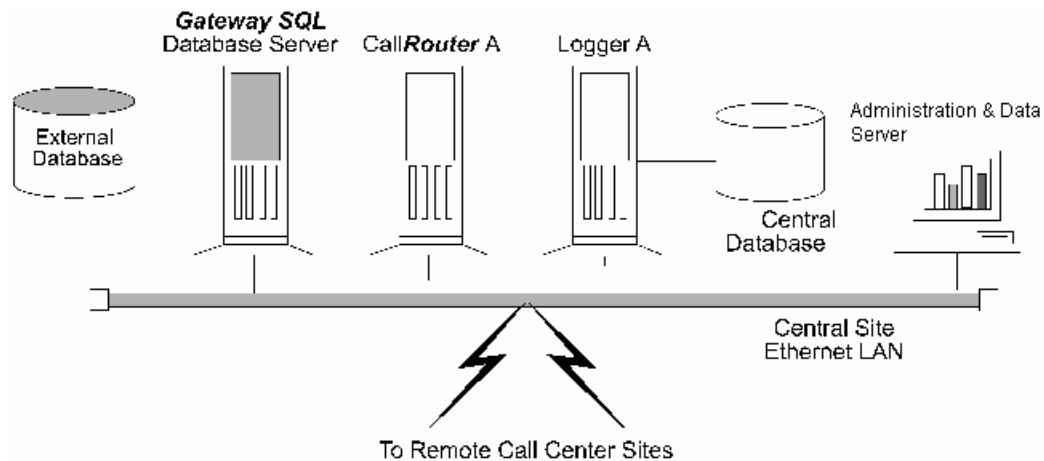 Gateway SQL
Database Server
CallRouter A
Logger A
External
Database
Administration & Data
Server
Central
Database
Central Site
Ethernet LAN
To Remote Call Center Sites